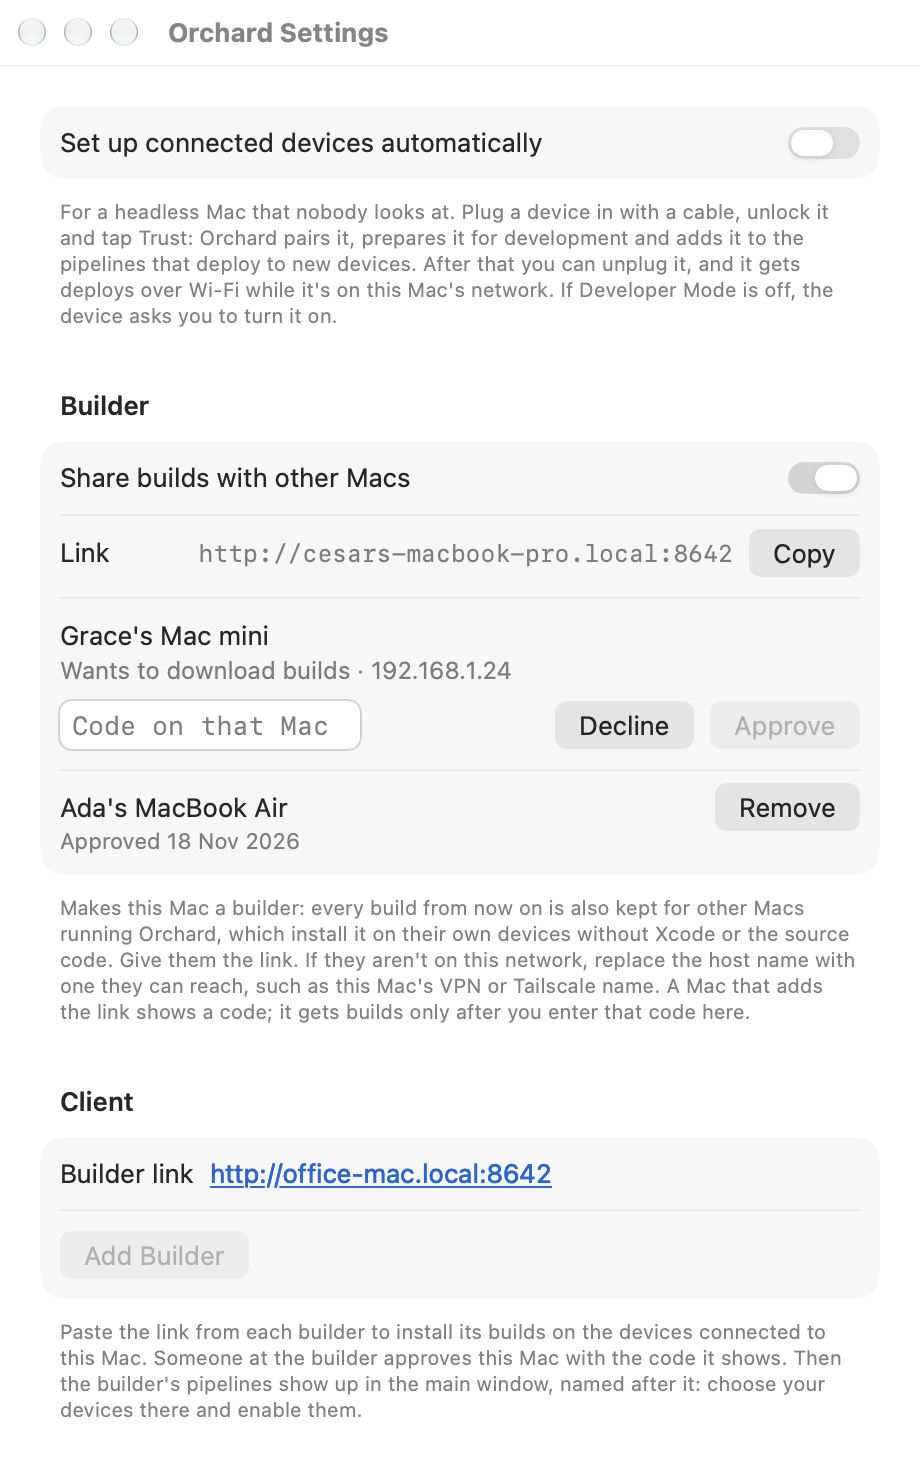 Orchard Settings
Set up connected devices automatically
For a headless Mac that nobody looks at. Plug a device in with a cable, unlock it
and tap Trust: Orchard pairs it, prepares it for development and adds it to the
pipelines that deploy to new devices. After that you can unplug it, and it gets
deploys over Wi-Fi while it's on this Mac's network. If Developer Mode is off, the
device asks you to turn it on.
Builder
Share builds with other Macs
Link http://cesars-macbook-pro.local:8642 Copy
Grace's Mac mini
Wants to download builds · 192.168.1.24
Code on that Mac Decline Approve
Ada's MacBook Air Remove
Approved 18 Nov 2026
Makes this Mac a builder: every build from now on is also kept for other Macs
running Orchard, which install it on their own devices without Xcode or the source
code. Give them the link. If they aren't on this network, replace the host name with
one they can reach, such as this Mac's VPN or Tailscale name. A Mac that adds
the link shows a code; it gets builds only after you enter that code here.
Client
Builder link http://office-mac.local:8642
Add Builder
Paste the link from each builder to install its builds on the devices connected to
this Mac. Someone at the builder approves this Mac with the code it shows. Then
the builder's pipelines show up in the main window, named after it: choose your
devices there and enable them.